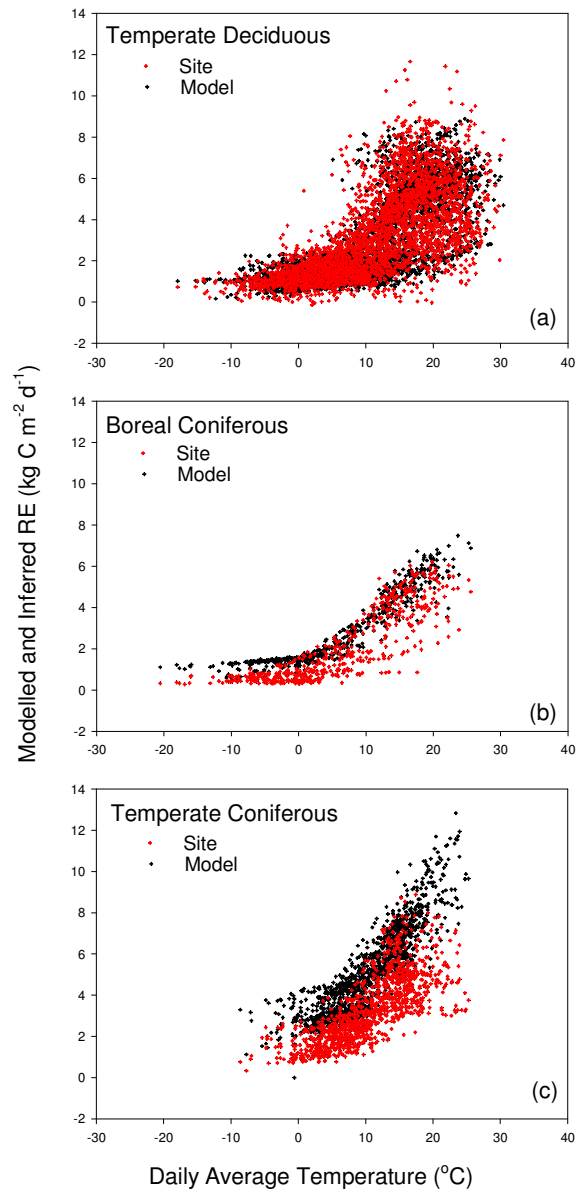 Temperate Deciduous
Site
Model
(a)
14
12
10
8
6
4
2
0
-2
-30 -20 -10 0 10 20 30 40
Boreal Coniferous
Site
Model
(b)
14
12
10
8
6
4
2
0
-2
-30 -20 -10 0 10 20 30 40
Temperate Coniferous
Site
Model
(c)
14
12
10
8
6
4
2
0
-2
-30 -20 -10 0 10 20 30 40
Modelled and Inferred RE (kg C m⁻² d⁻¹)
Daily Average Temperature (°C)